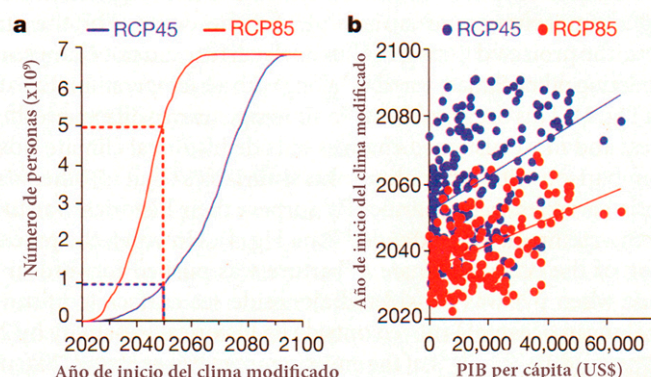 a
RCP45
RCP85
Número de personas (x10⁹)
7
6
5
4
3
2
1
0
2020
2040
2060
2080
2100
Año de inicio del clima modificado
b
RCP45
RCP85
Año de inicio del clima modificado
2100
2080
2060
2040
2020
0
20,000
40,000
60,000
PIB per cápita (US$)